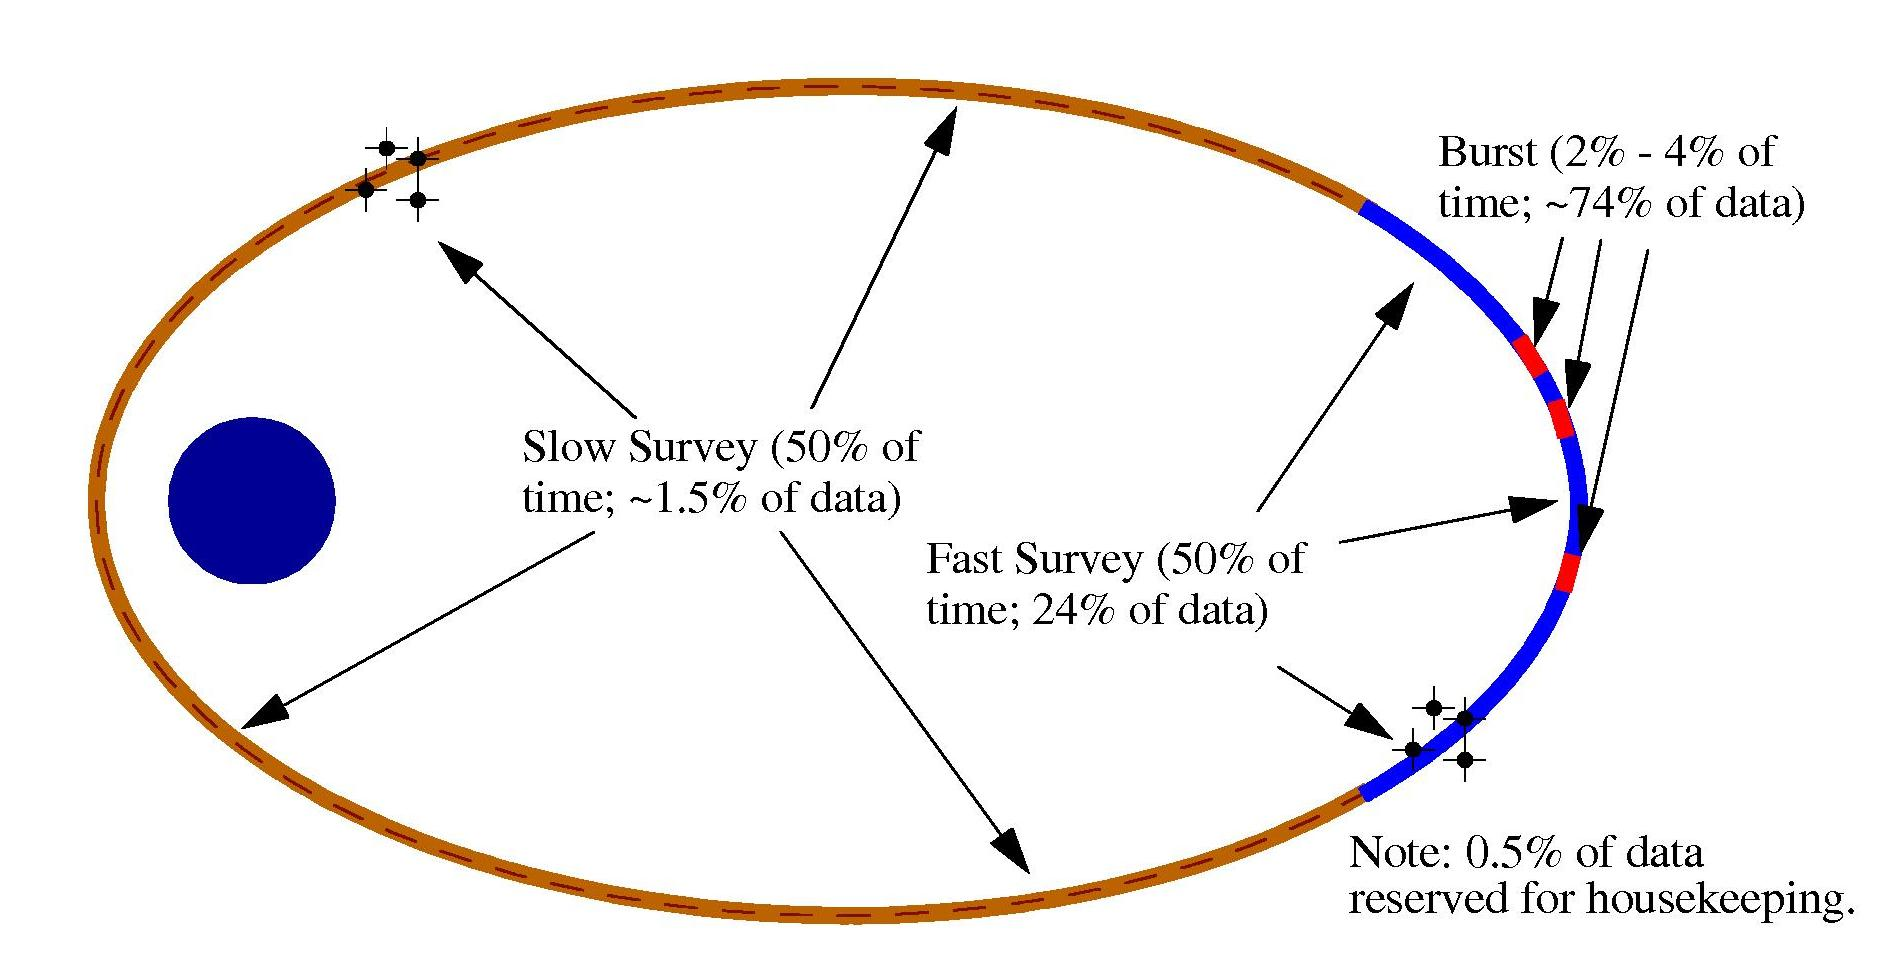 Burst (2% - 4% of
time; ~74% of data)
Slow Survey (50% of
time; ~1.5% of data)
Fast Survey (50% of
time; 24% of data)
Note: 0.5% of data
reserved for housekeeping.